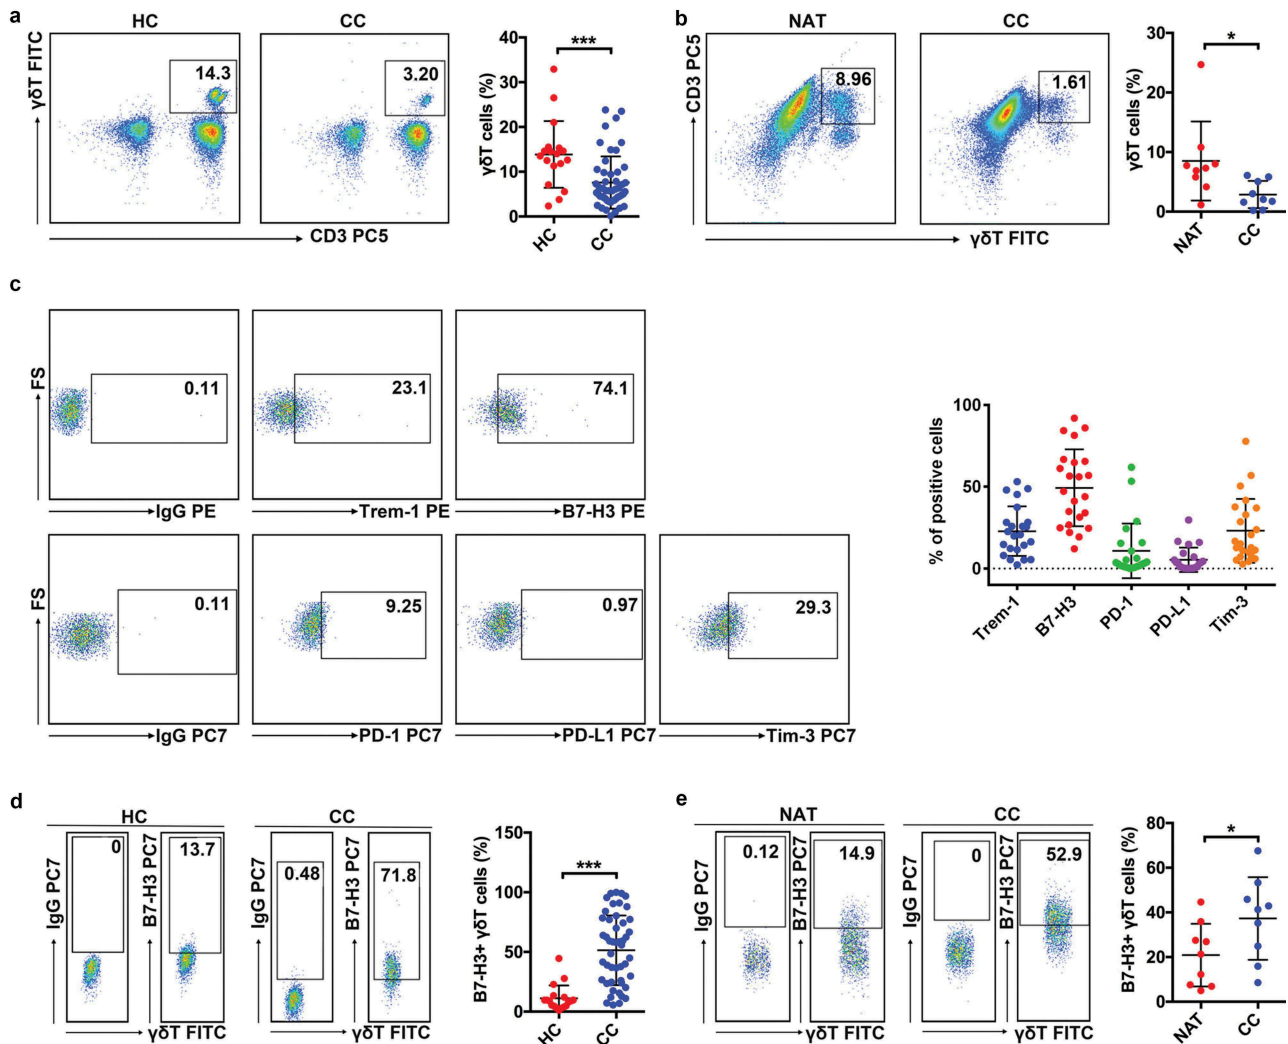 a
HC
CC
γδT FITC
14.3
3.20
CD3 PC5
γδT cells (%)
40
30
20
10
0
***
HC
CC
b
NAT
CC
CD3 PC5
8.96
1.61
γδT FITC
γδT cells (%)
30
20
10
0
*
NAT
CC
c
FS
0.11
23.1
74.1
IgG PE
Trem-1 PE
B7-H3 PE
FS
0.11
9.25
0.97
29.3
IgG PC7
PD-1 PC7
PD-L1 PC7
Tim-3 PC7
% of positive cells
100
50
0
Trem-1
B7-H3
PD-1
PD-L1
Tim-3
d
HC
CC
IgG PC7
0
B7-H3 PC7
13.7
IgG PC7
0.48
B7-H3 PC7
71.8
γδT FITC
γδT FITC
B7-H3+ γδT cells (%)
150
100
50
0
***
HC
CC
e
NAT
CC
IgG PC7
0.12
B7-H3 PC7
14.9
IgG PC7
0
B7-H3 PC7
52.9
γδT FITC
γδT FITC
B7-H3+ γδT cells (%)
80
60
40
20
0
*
NAT
CC